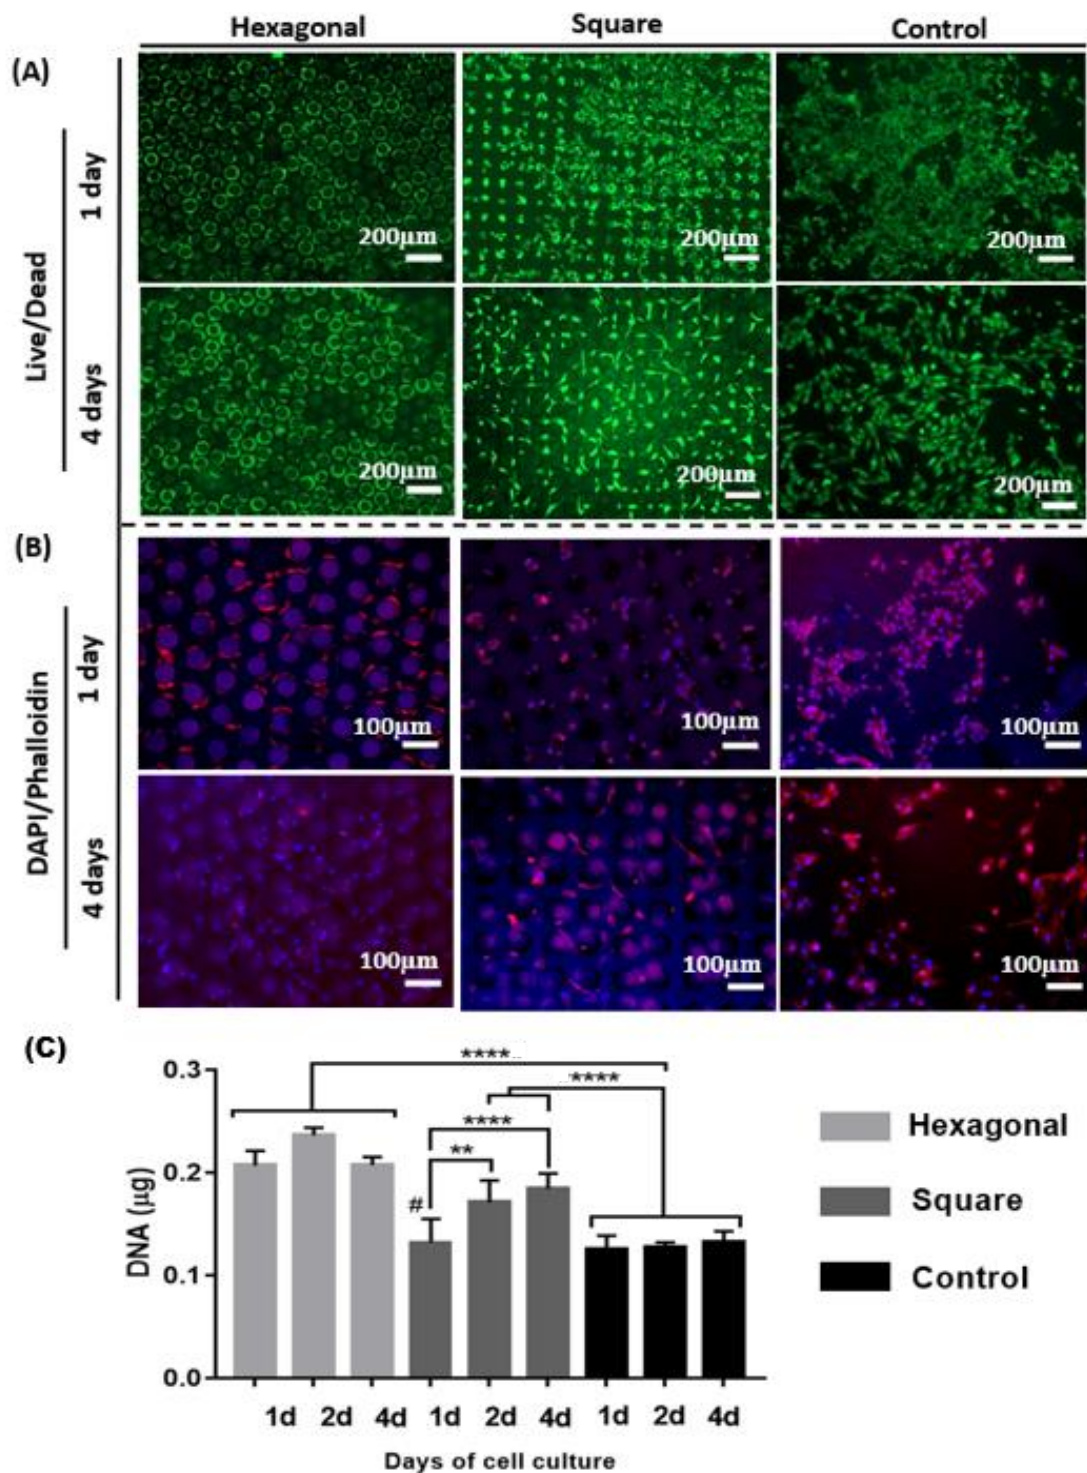 Hexagonal Square Control
(A)
Live/Dead
1 day
200µm 200µm 200µm
4 days
200µm 200µm 200µm
(B)
DAPI/Phalloidin
1 day
100µm 100µm 100µm
4 days
100µm 100µm 100µm
(C)
DNA (µg)
0.3
0.2
0.1
0.0
****
****
****
**
#
1d 2d 4d 1d 2d 4d 1d 2d 4d
Days of cell culture
Hexagonal
Square
Control